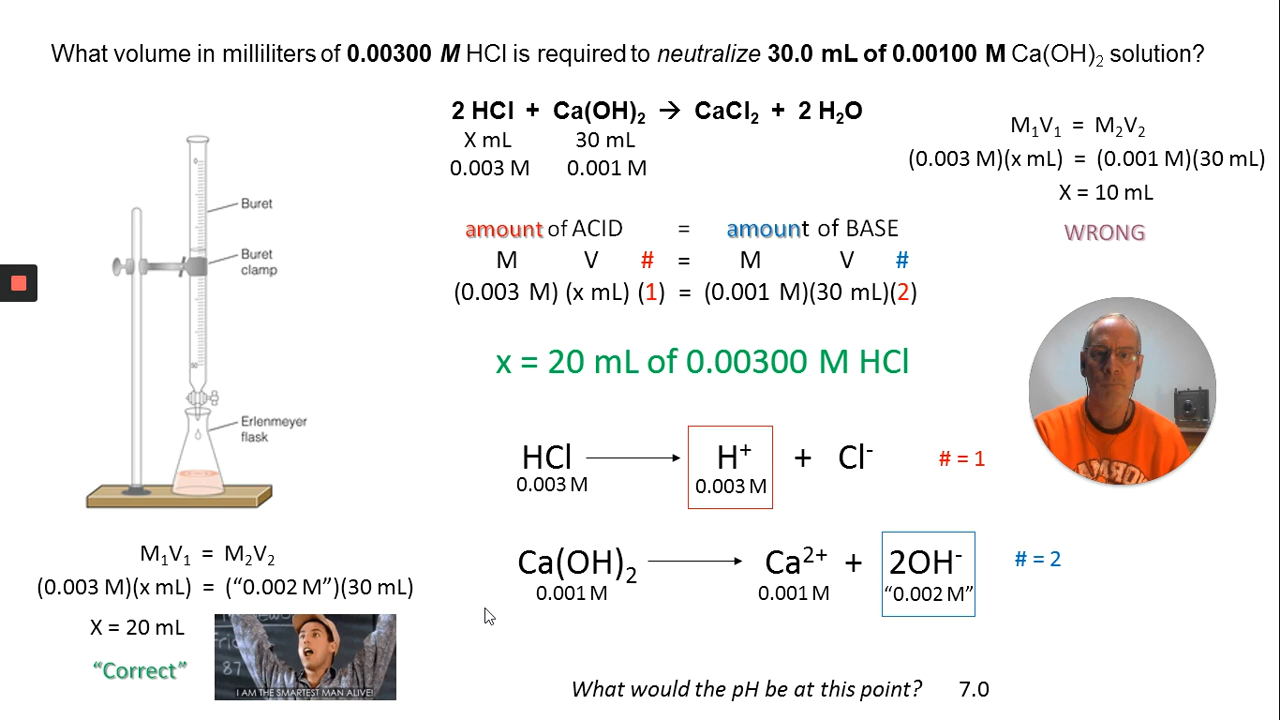 What volume in milliliters of 0.00300 M HCl is required to neutralize 30.0 mL of 0.00100 M Ca(OH)₂ solution?
2 HCl + Ca(OH)₂ → CaCl₂ + 2 H₂O
X mL 30 mL
0.003 M 0.001 M
M₁V₁ = M₂V₂
(0.003 M)(x mL) = (0.001 M)(30 mL)
X = 10 mL
WRONG
amount of ACID = amount of BASE
M V # = M V #
(0.003 M) (x mL) (1) = (0.001 M)(30 mL)(2)
x = 20 mL of 0.00300 M HCl
Buret
Buret
clamp
Erlenmeyer
flask
HCl → H⁺ + Cl⁻ # = 1
0.003 M 0.003 M
Ca(OH)₂ → Ca²⁺ + 2OH⁻ # = 2
0.001 M 0.001 M “0.002 M”
M₁V₁ = M₂V₂
(0.003 M)(x mL) = (“0.002 M”)(30 mL)
X = 20 mL
“Correct”
87
I AM THE SMARTEST MAN ALIVE!
What would the pH be at this point? 7.0